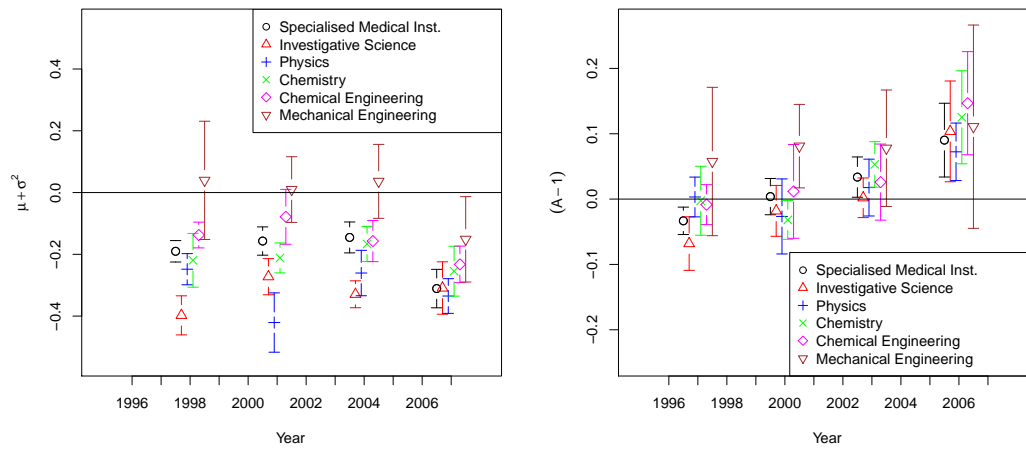 μ + σ²
0.4
0.2
0.0
−0.2
−0.4
Specialised Medical Inst.
Investigative Science
Physics
Chemistry
Chemical Engineering
Mechanical Engineering
1996 1998 2000 2002 2004 2006
Year
(A − 1)
0.2
0.1
0.0
−0.1
−0.2
Specialised Medical Inst.
Investigative Science
Physics
Chemistry
Chemical Engineering
Mechanical Engineering
1996 1998 2000 2002 2004 2006
Year